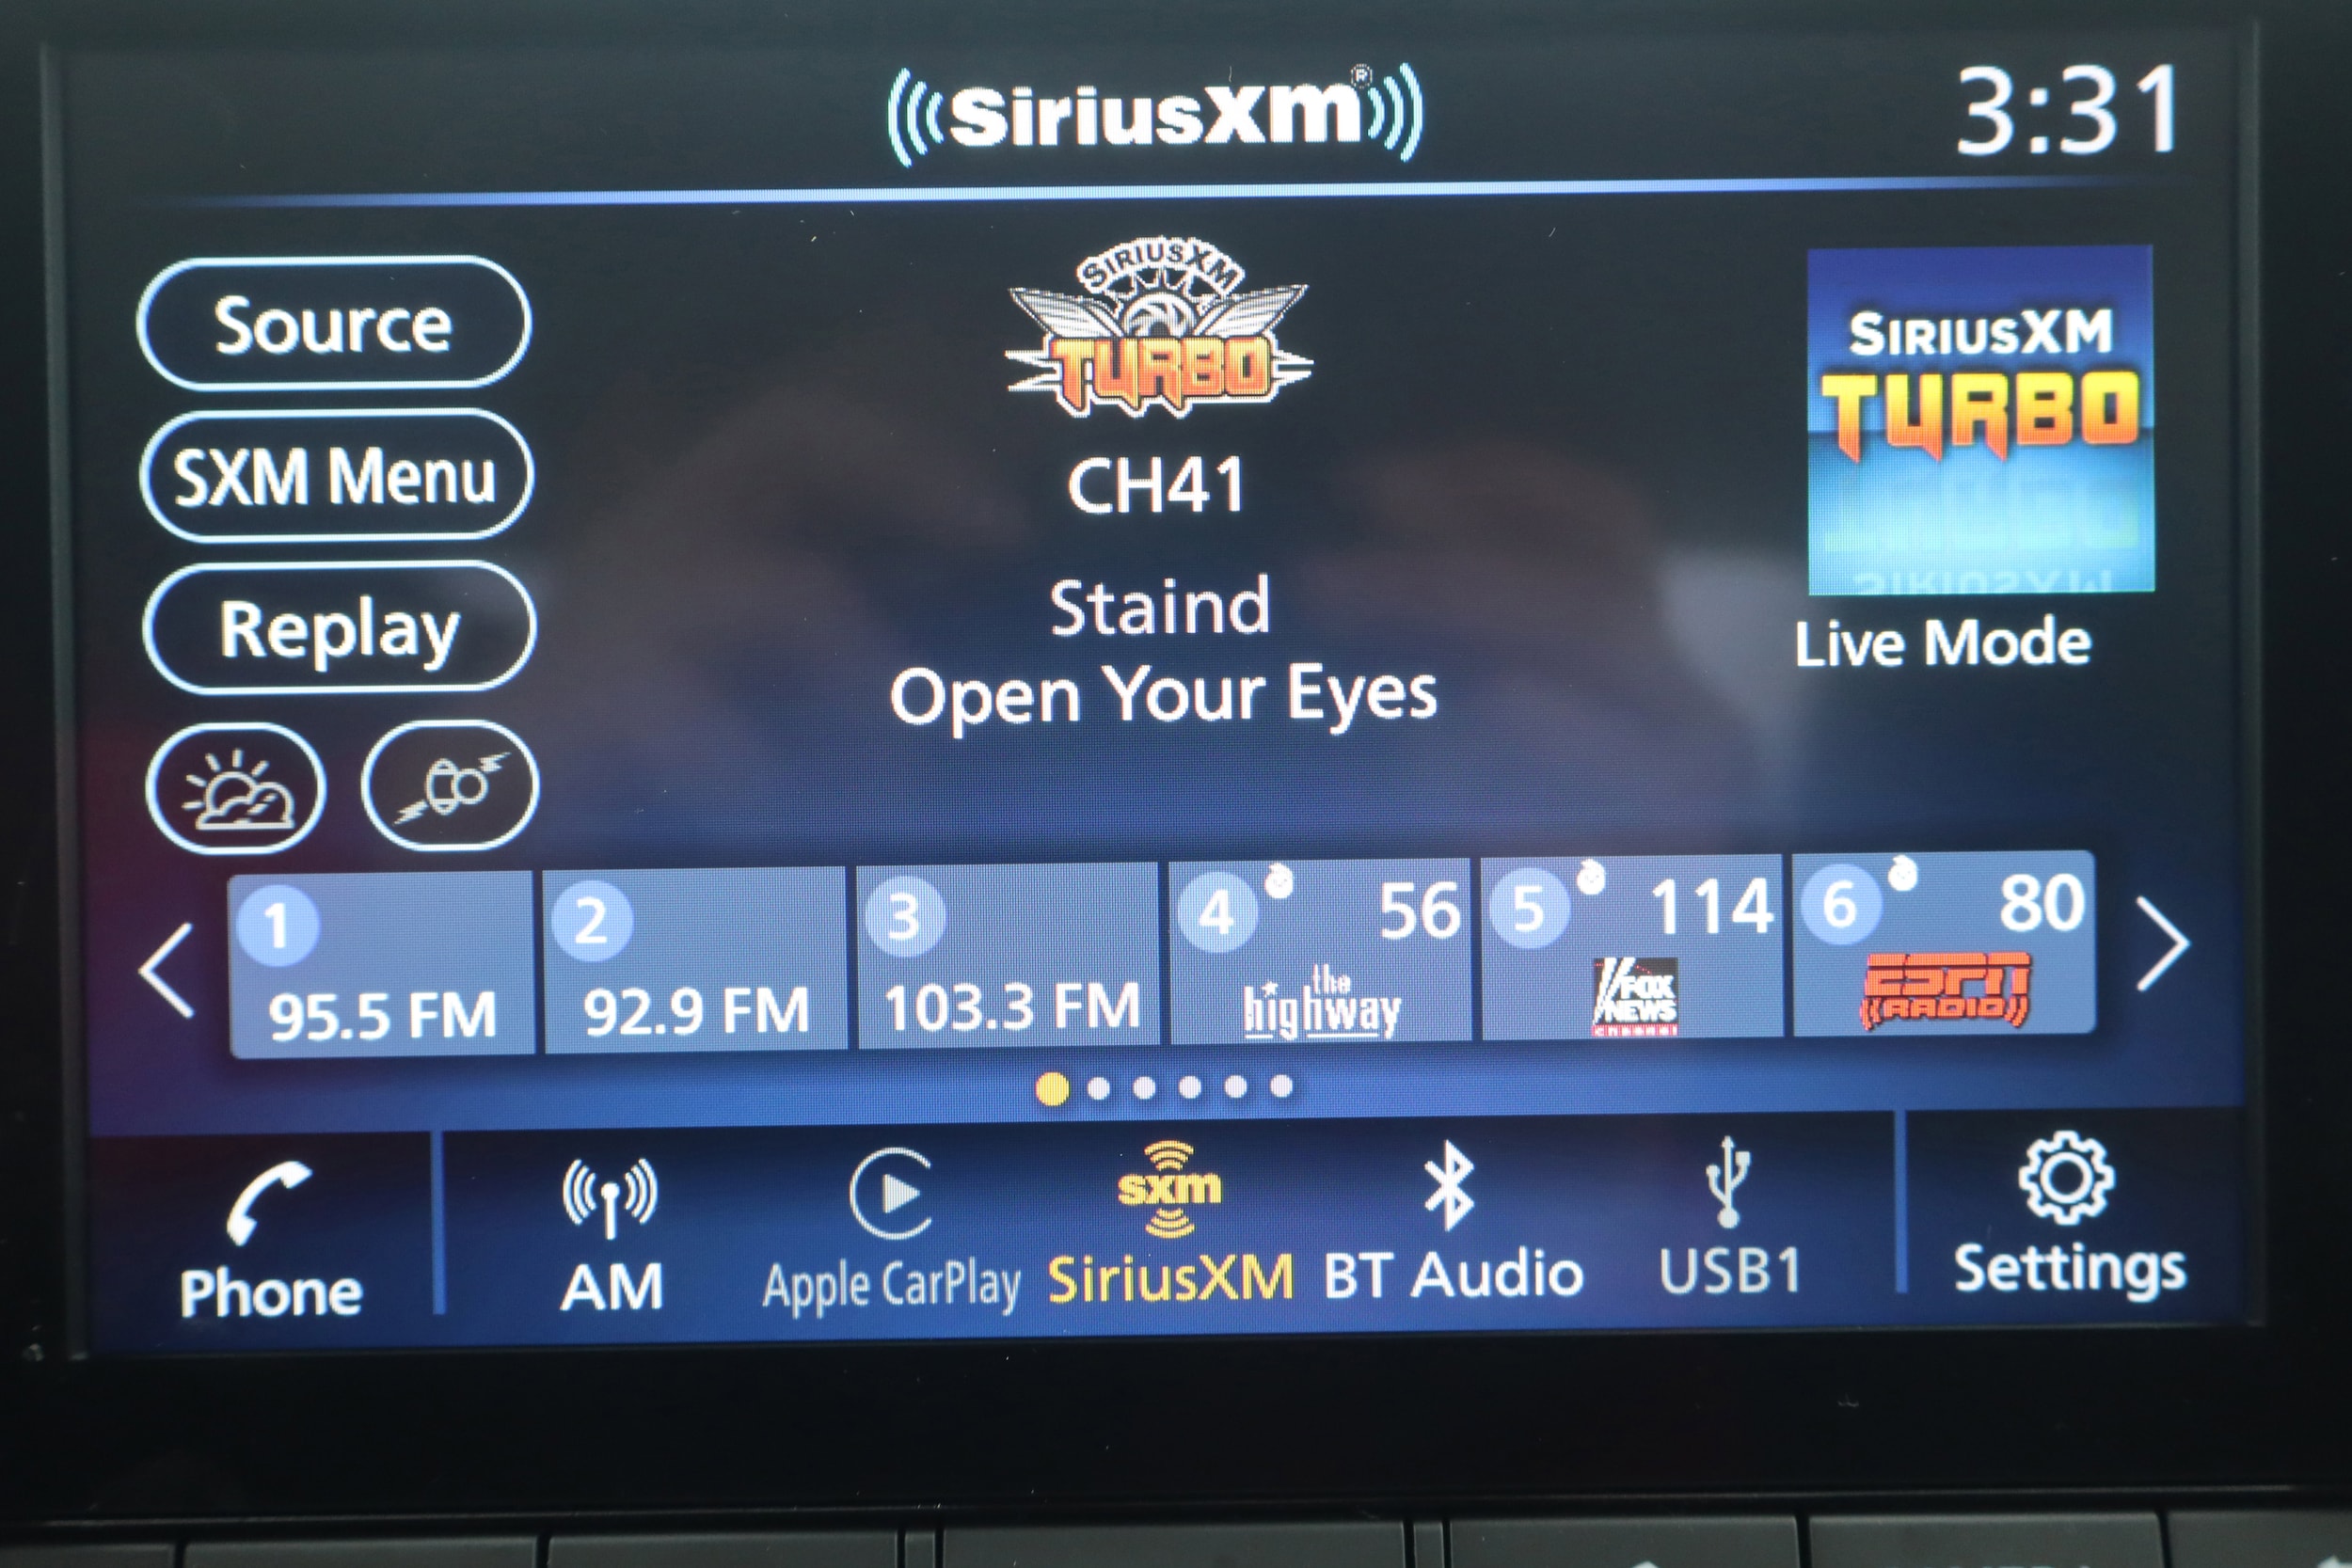 SiriusXM®
3:31
Source
SXM Menu
Replay
SIRIUSXM
TURBO
CH41
Staind
Open Your Eyes
SIRIUSXM
TURBO
Live Mode
1
95.5 FM
2
92.9 FM
3
103.3 FM
4 56
the
highway
5 114
FOX
NEWS
channel
6 80
ESPN
RADIO
Phone
AM
Apple CarPlay
sxm
SiriusXM
BT Audio
USB1
Settings